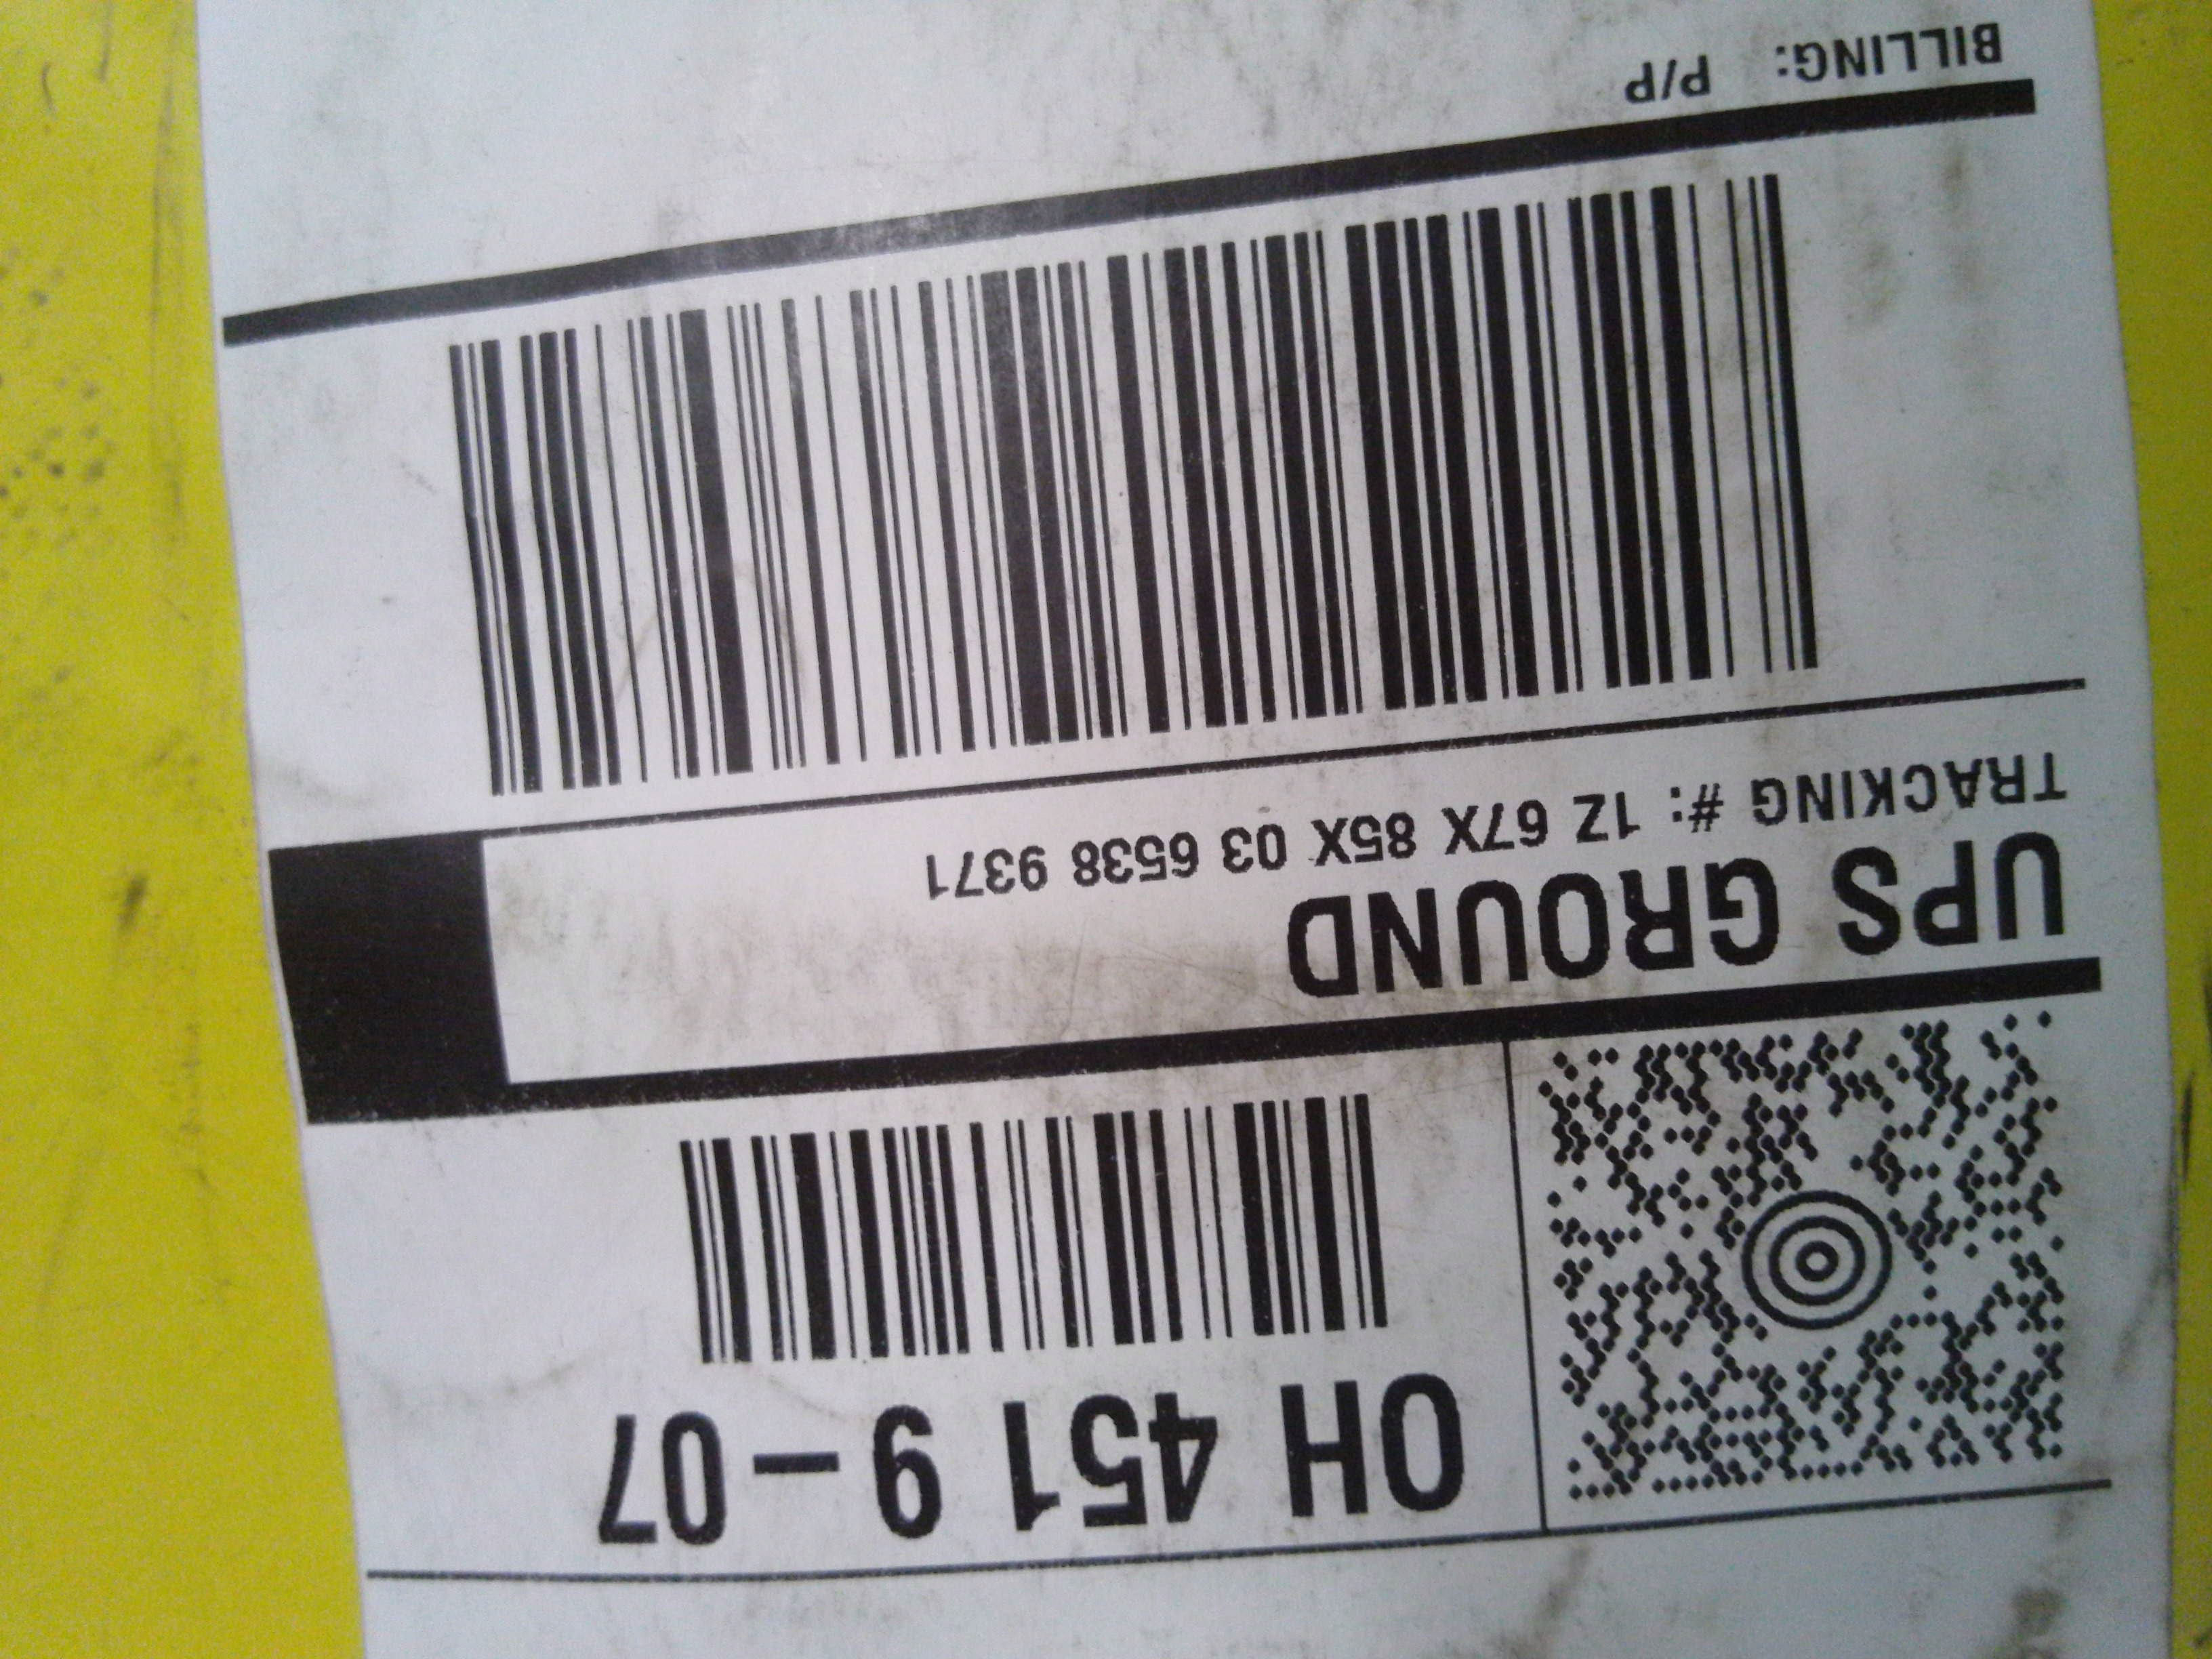 OH 451 9-07
UPS GROUND
TRACKING #: 1Z 67X 85X 03 6538 9371
BILLING: P/P